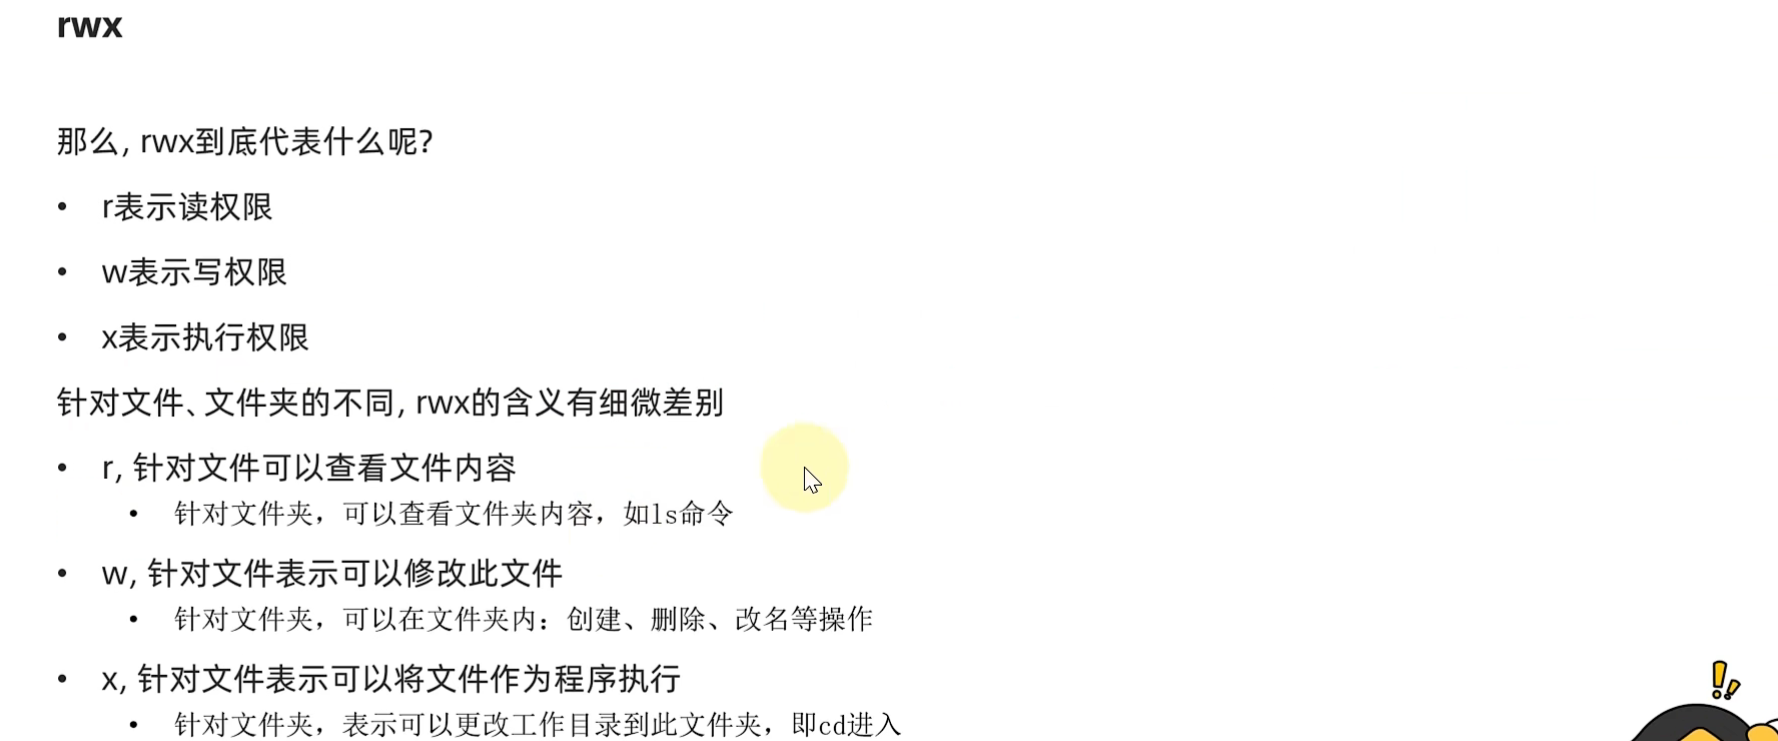 rwx
那么, rwx到底代表什么呢?
• r表示读权限
• w表示写权限
• x表示执行权限
针对文件、文件夹的不同, rwx的含义有细微差别
• r, 针对文件可以查看文件内容
• 针对文件夹，可以查看文件夹内容，如ls命令
• w, 针对文件表示可以修改此文件
• 针对文件夹，可以在文件夹内：创建、删除、改名等操作
• x, 针对文件表示可以将文件作为程序执行
• 针对文件夹，表示可以更改工作目录到此文件夹，即cd进入